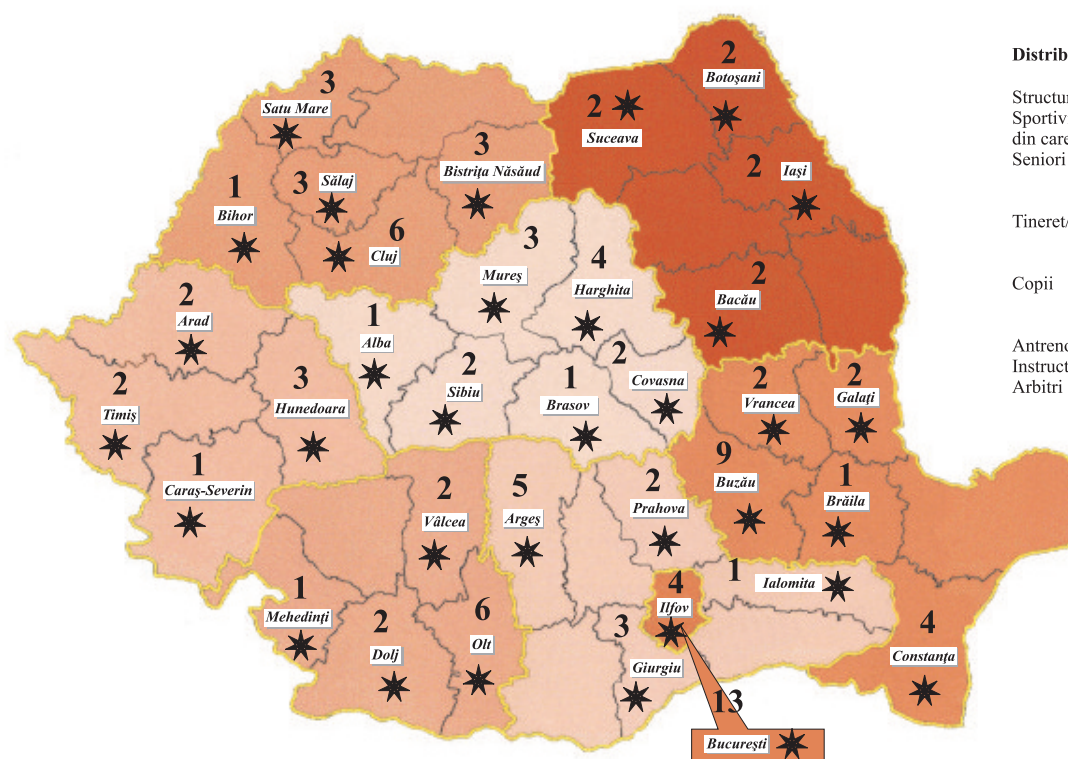 2
Botoşani
3
Satu Mare
2
Suceava
3
Bistriţa Năsăud
3
Sălaj
2
Iaşi
1
Bihor
6
Cluj
3
Mureş
4
Harghita
2
Bacău
2
Arad
1
Alba
2
Sibiu
1
Brasov
2
Covasna
2
Vrancea
2
Galaţi
2
Timiş
3
Hunedoara
1
Caraş-Severin
2
Vâlcea
5
Argeş
2
Prahova
9
Buzău
1
Brăila
1
Mehedinţi
2
Dolj
6
Olt
3
Giurgiu
4
Ilfov
1
Ialomita
4
Constanţa
13
Bucureşti
Distrib
Structur
Sportiv
din care
Seniori
Tineret/
Copii
Antreno
Instruct
Arbitri